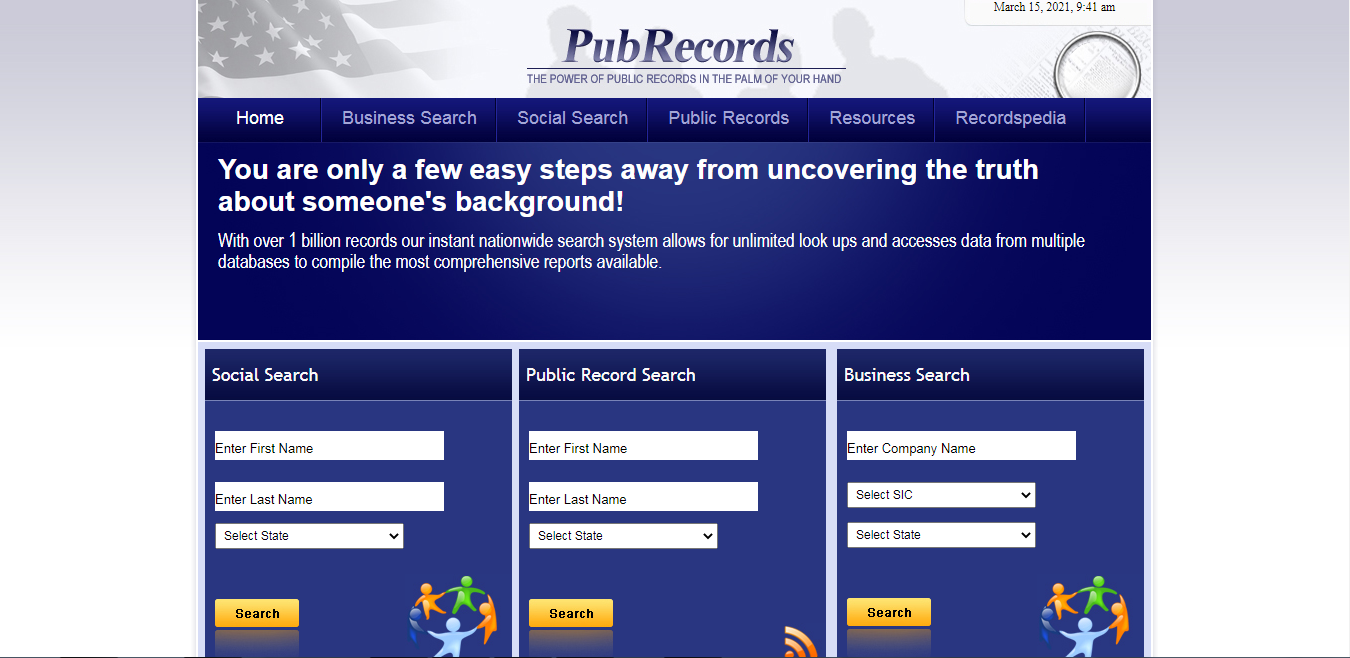 March 15, 2021, 9:41 am
PubRecords
THE POWER OF PUBLIC RECORDS IN THE PALM OF YOUR HAND
Home Business Search Social Search Public Records Resources Recordspedia
You are only a few easy steps away from uncovering the truth
about someone's background!
With over 1 billion records our instant nationwide search system allows for unlimited look ups and accesses data from multiple
databases to compile the most comprehensive reports available.
Social Search
Enter First Name
Enter Last Name
Select State
Search
Public Record Search
Enter First Name
Enter Last Name
Select State
Search
Business Search
Enter Company Name
Select SIC
Select State
Search